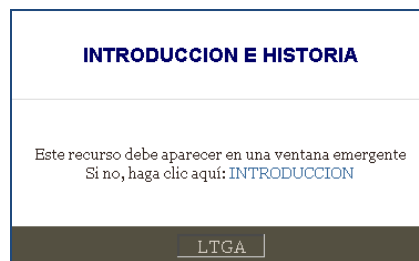 INTRODUCCION E HISTORIA
Este recurso debe aparecer en una ventana emergente
Si no, haga clic aquí: INTRODUCCION
LTGA